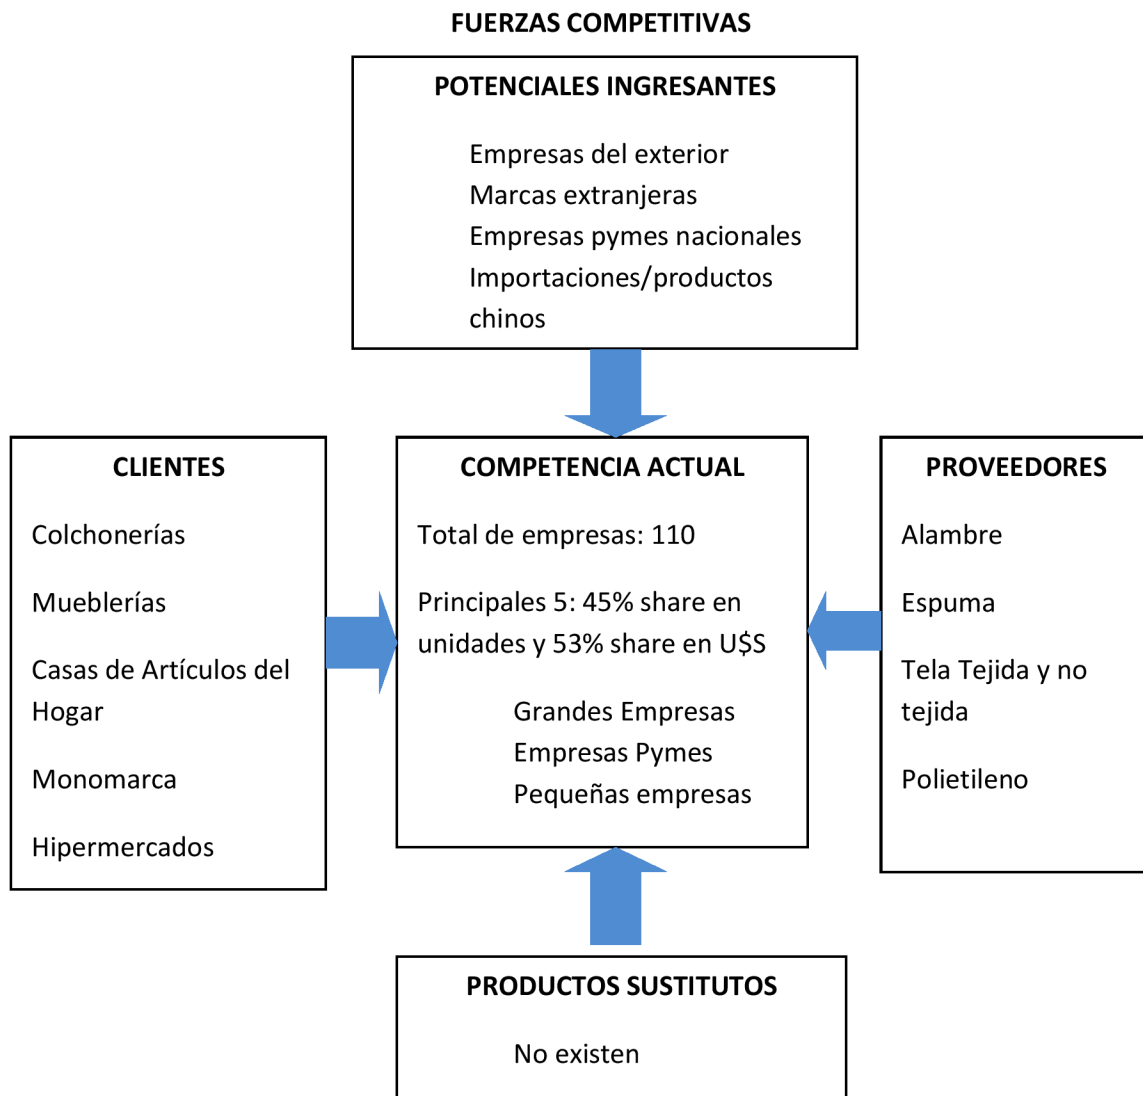 FUERZAS COMPETITIVAS
POTENCIALES INGRESANTES
Empresas del exterior
Marcas extranjeras
Empresas pymes nacionales
Importaciones/productos
chinos
CLIENTES
Colchonerías
Mueblerías
Casas de Artículos del
Hogar
Monomarca
Hipermercados
COMPETENCIA ACTUAL
Total de empresas: 110
Principales 5: 45% share en
unidades y 53% share en U$S
Grandes Empresas
Empresas Pymes
Pequeñas empresas
PROVEEDORES
Alambre
Espuma
Tela Tejida y no
tejida
Polietileno
PRODUCTOS SUSTITUTOS
No existen